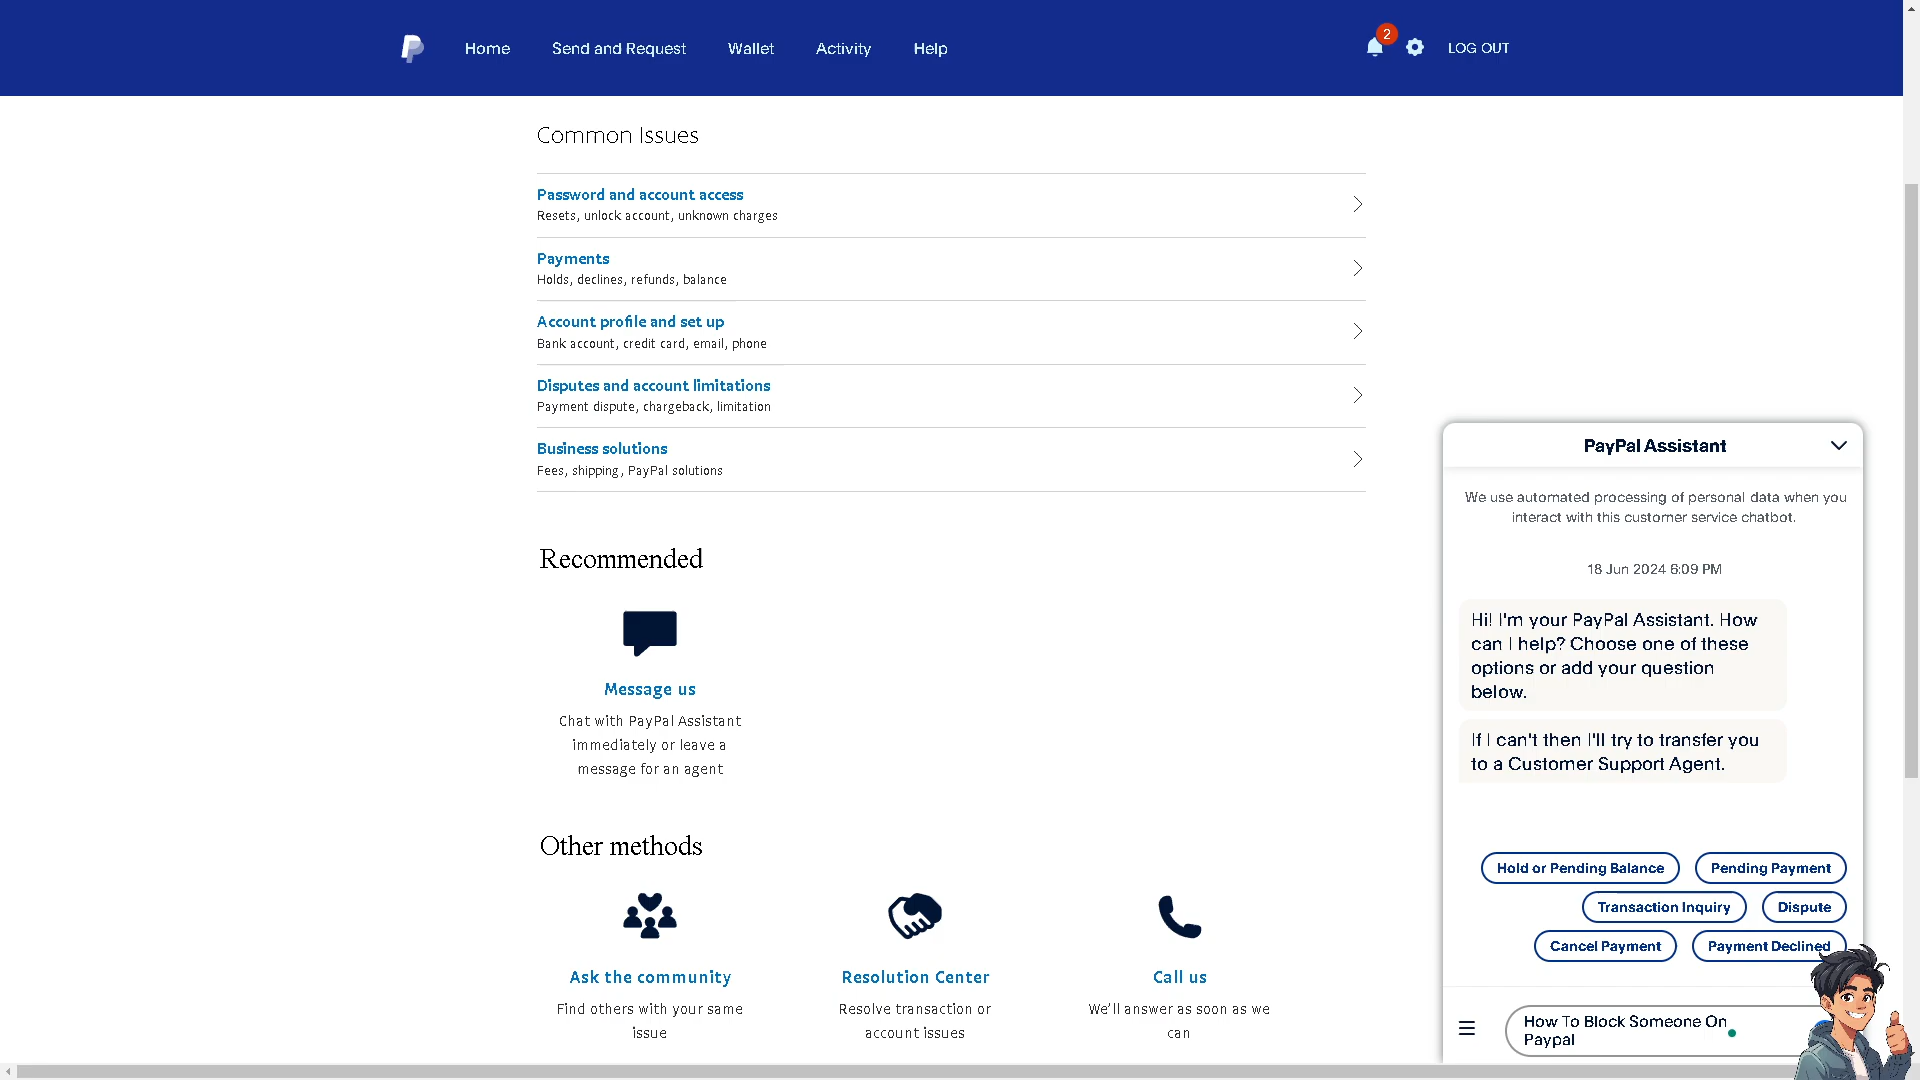 Home
Send and Request
Wallet
Activity
Help
2
LOG OUT
Common Issues
Password and account access
Resets, unlock account, unknown charges
Payments
Holds, declines, refunds, balance
Account profile and set up
Bank account, credit card, email, phone
Disputes and account limitations
Payment dispute, chargeback, limitation
Business solutions
Fees, shipping, PayPal solutions
Recommended
Message us
Chat with PayPal Assistant
immediately or leave a
message for an agent
Other methods
Ask the community
Find others with your same
issue
Resolution Center
Resolve transaction or
account issues
Call us
We'll answer as soon as we
can
PayPal Assistant
We use automated processing of personal data when you
interact with this customer service chatbot.
18 Jun 2024 6:09 PM
Hi! I'm your PayPal Assistant. How
can I help? Choose one of these
options or add your question
below.
If I can't then I'll try to transfer you
to a Customer Support Agent.
Hold or Pending Balance
Pending Payment
Transaction Inquiry
Dispute
Cancel Payment
Payment Declined
How To Block Someone On
Paypal